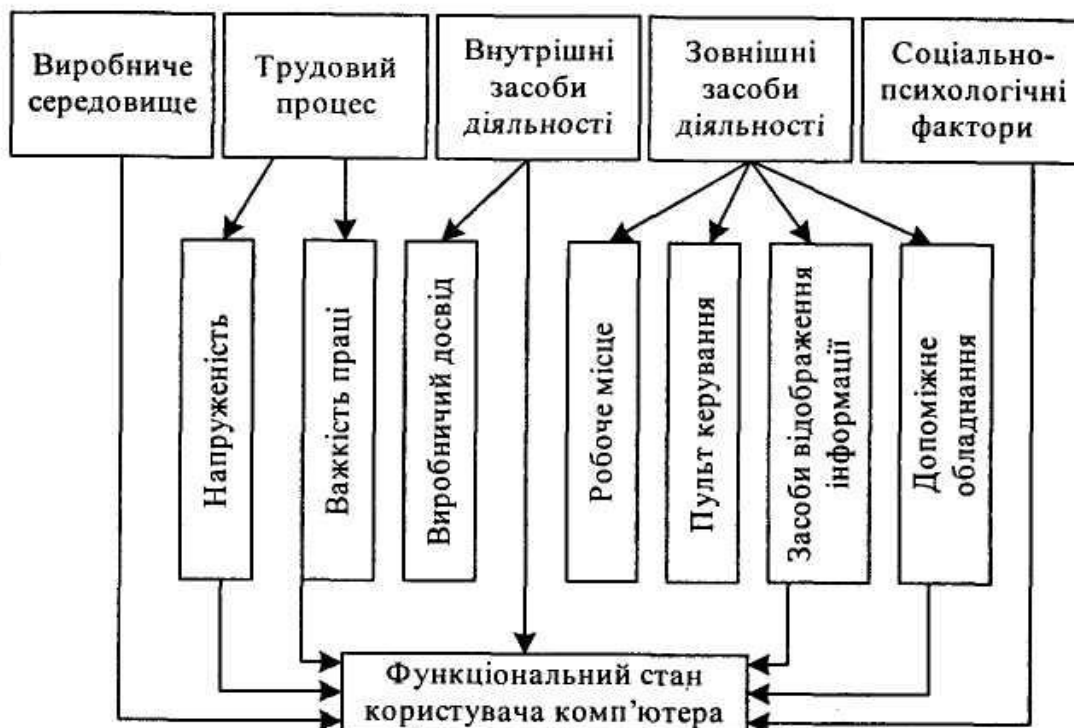 Виробниче
середовище
Трудовий
процес
Внутрішні
засоби
діяльності
Зовнішні
засоби
діяльності
Соціально-
психологічні
фактори
Напруженість
Важкість праці
Виробничий досвід
Робоче місце
Пульт керування
Засоби відображення
інформації
Допоміжне
обладнання
Функціональний стан
користувача комп'ютера